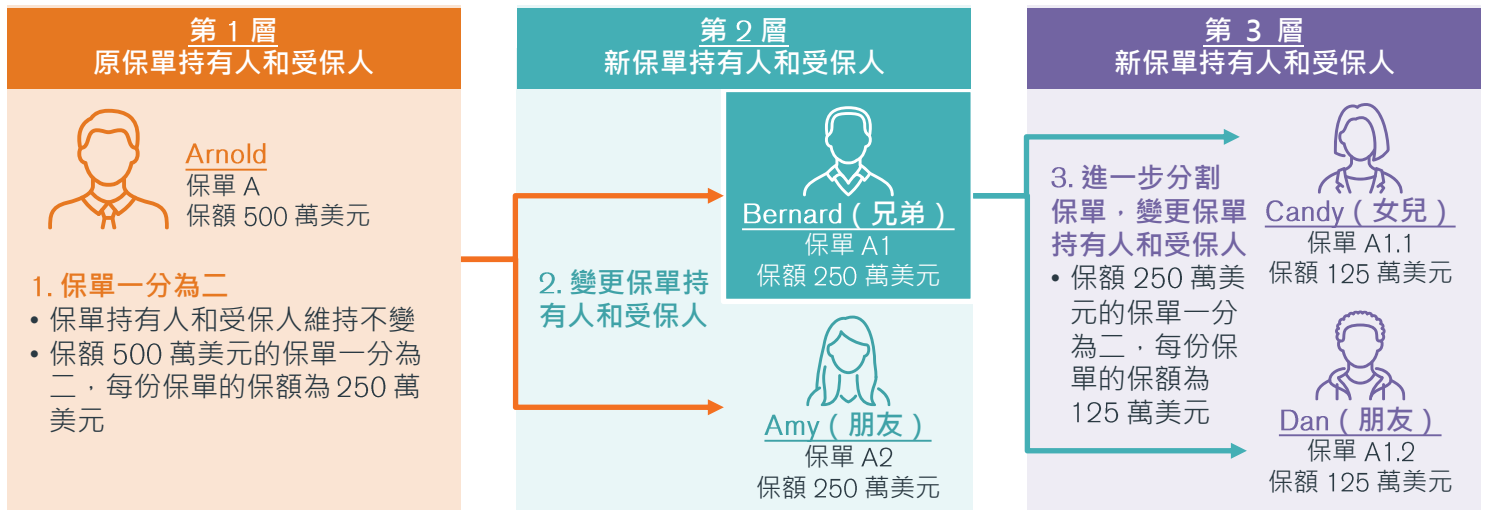 第 1 層
原保單持有人和受保人
Arnold
保單 A
保額 500 萬美元
1. 保單一分為二
• 保單持有人和受保人維持不變
• 保額 500 萬美元的保單一分為
二，每份保單的保額為 250 萬
美元
第 2 層
新保單持有人和受保人
2. 變更保單持
有人和受保人
Bernard（兄弟）
保單 A1
保額 250 萬美元
Amy（朋友）
保單 A2
保額 250 萬美元
第 3 層
新保單持有人和受保人
3. 進一步分割
保單，變更保單
持有人和受保人
• 保額 250 萬美
元的保單一分
為二，每份保
單的保額為
125 萬美元
Candy（女兒）
保單 A1.1
保額 125 萬美元
Dan（朋友）
保單 A1.2
保額 125 萬美元